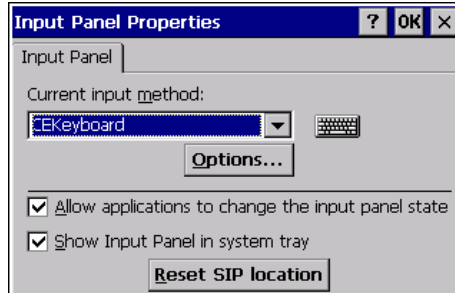 Input Panel Properties ? OK ×
Input Panel
Current input method:
CEKeyboard
Options...
Allow applications to change the input panel state
Show Input Panel in system tray
Reset SIP location